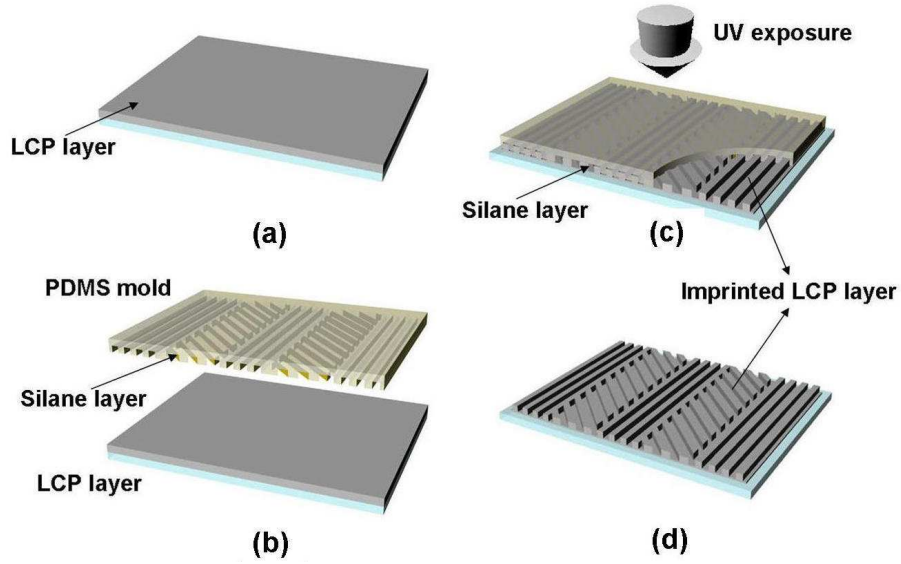 LCP layer
(a)
PDMS mold
Silane layer
LCP layer
(b)
UV exposure
Silane layer
(c)
Imprinted LCP layer
(d)